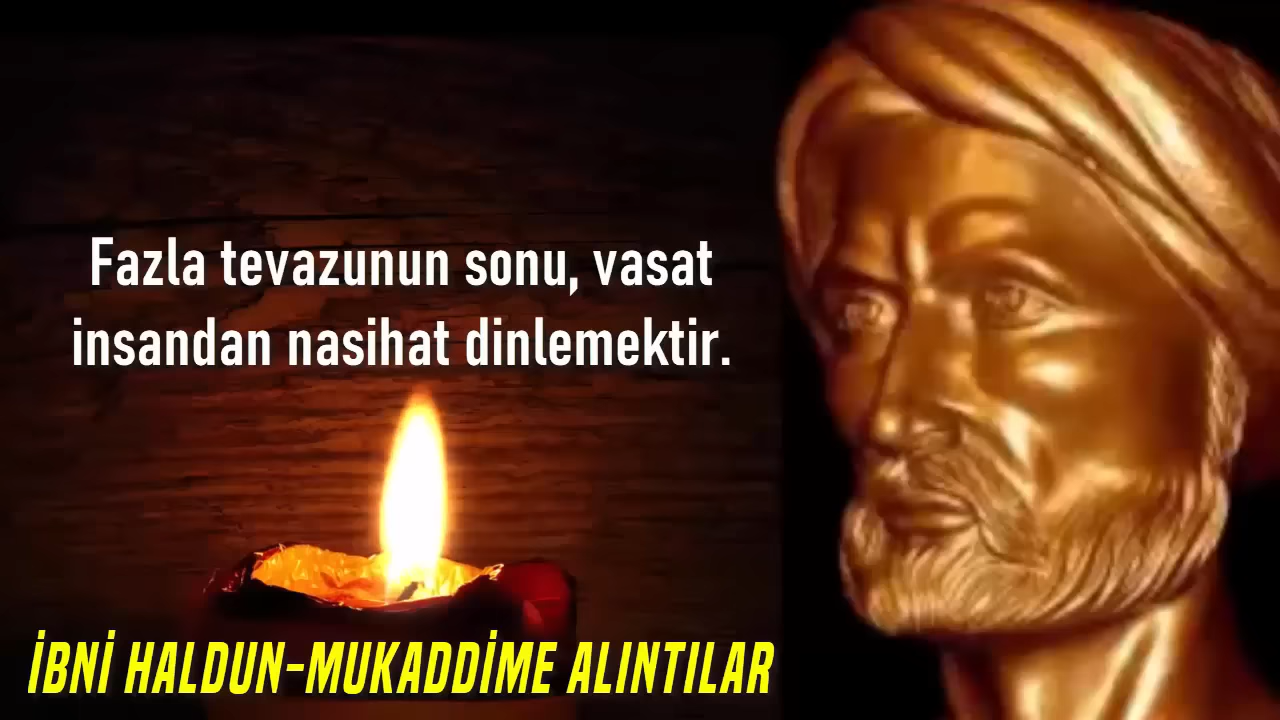 Fazla tevazunun sonu, vasat
insandan nasihat dinlemektir.
İBNİ HALDUN-MUKADDİME ALINTILAR